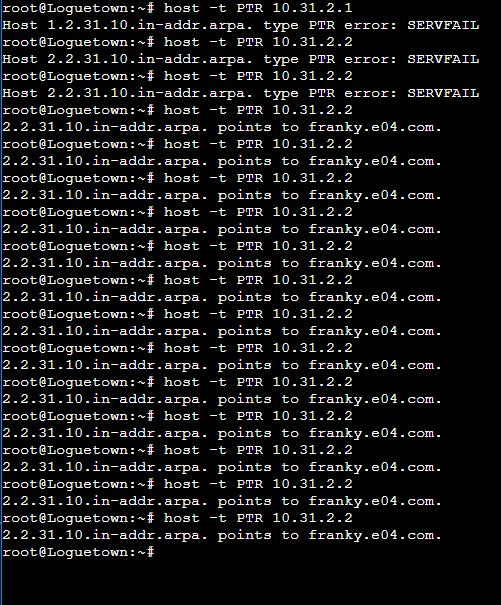 root@Loguetown:~# host -t PTR 10.31.2.1
Host 1.2.31.10.in-addr.arpa. type PTR error: SERVFAIL
root@Loguetown:~# host -t PTR 10.31.2.2
Host 2.2.31.10.in-addr.arpa. type PTR error: SERVFAIL
root@Loguetown:~# host -t PTR 10.31.2.2
Host 2.2.31.10.in-addr.arpa. type PTR error: SERVFAIL
root@Loguetown:~# host -t PTR 10.31.2.2
2.2.31.10.in-addr.arpa. points to franky.e04.com.
root@Loguetown:~# host -t PTR 10.31.2.2
2.2.31.10.in-addr.arpa. points to franky.e04.com.
root@Loguetown:~# host -t PTR 10.31.2.2
2.2.31.10.in-addr.arpa. points to franky.e04.com.
root@Loguetown:~# host -t PTR 10.31.2.2
2.2.31.10.in-addr.arpa. points to franky.e04.com.
root@Loguetown:~# host -t PTR 10.31.2.2
2.2.31.10.in-addr.arpa. points to franky.e04.com.
root@Loguetown:~# host -t PTR 10.31.2.2
2.2.31.10.in-addr.arpa. points to franky.e04.com.
root@Loguetown:~# host -t PTR 10.31.2.2
2.2.31.10.in-addr.arpa. points to franky.e04.com.
root@Loguetown:~# host -t PTR 10.31.2.2
2.2.31.10.in-addr.arpa. points to franky.e04.com.
root@Loguetown:~# host -t PTR 10.31.2.2
2.2.31.10.in-addr.arpa. points to franky.e04.com.
root@Loguetown:~# host -t PTR 10.31.2.2
2.2.31.10.in-addr.arpa. points to franky.e04.com.
root@Loguetown:~# host -t PTR 10.31.2.2
2.2.31.10.in-addr.arpa. points to franky.e04.com.
root@Loguetown:~# host -t PTR 10.31.2.2
2.2.31.10.in-addr.arpa. points to franky.e04.com.
root@Loguetown:~# host -t PTR 10.31.2.2
2.2.31.10.in-addr.arpa. points to franky.e04.com.
root@Loguetown:~#